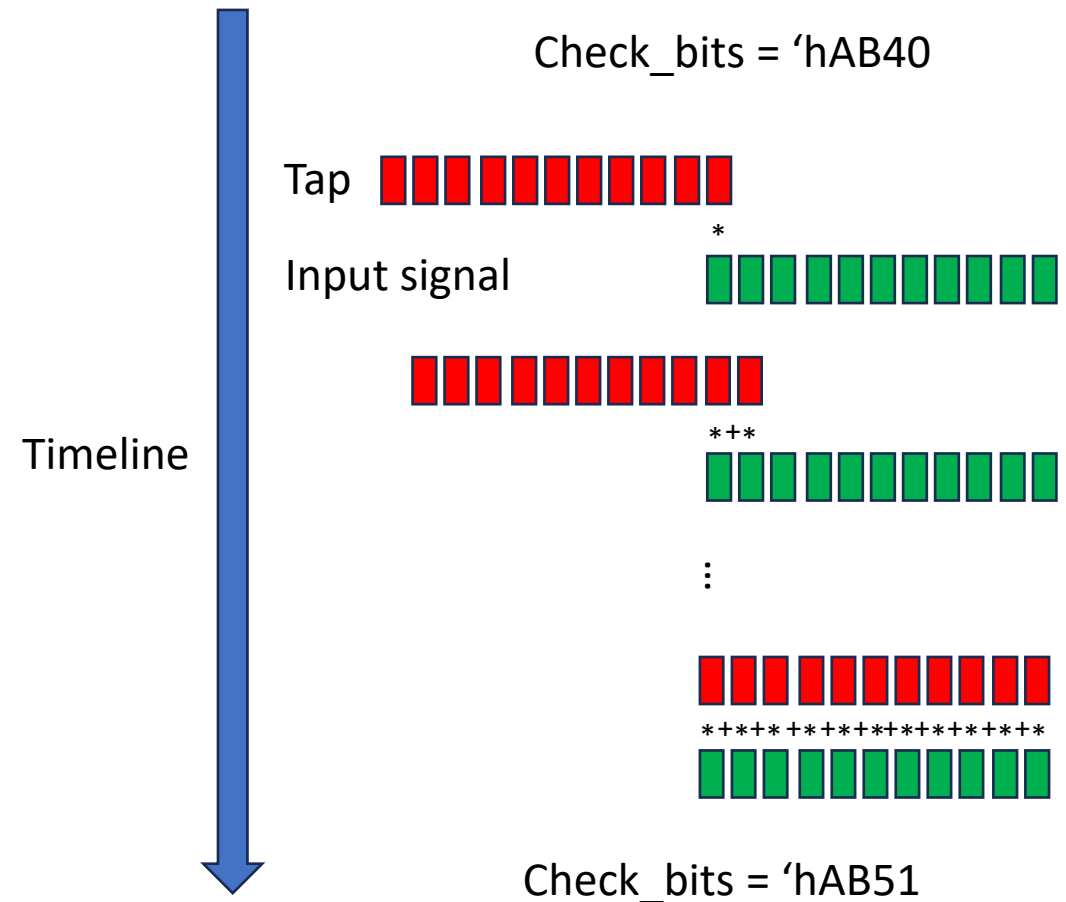 Check_bits = ‘hAB40
Tap
*
Input signal
*+*
Timeline
⋮
*+*+*+*+*+*+*+*+*+*+*
Check_bits = ‘hAB51